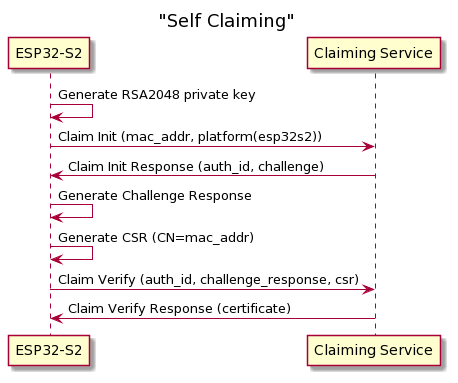 "Self Claiming"
ESP32-S2
Claiming Service
Generate RSA2048 private key
Claim Init (mac_addr, platform(esp32s2))
Claim Init Response (auth_id, challenge)
Generate Challenge Response
Generate CSR (CN=mac_addr)
Claim Verify (auth_id, challenge_response, csr)
Claim Verify Response (certificate)
ESP32-S2
Claiming Service